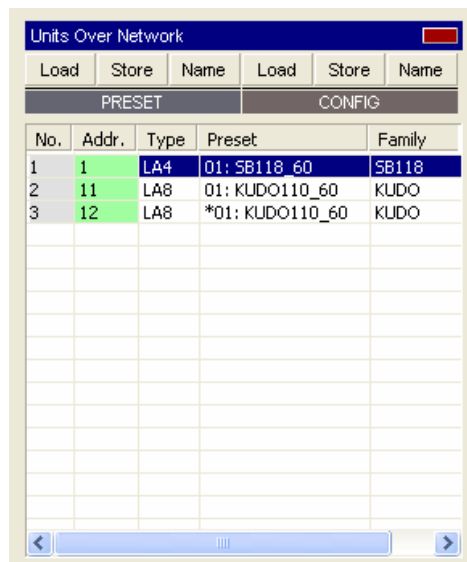 Units Over Network
Load Store Name Load Store Name
PRESET CONFIG
No. Addr. Type Preset Family
1 1 LA4 01: SB118_60 SB118
2 11 LA8 01: KUDO110_60 KUDO
3 12 LA8 *01: KUDO110_60 KUDO